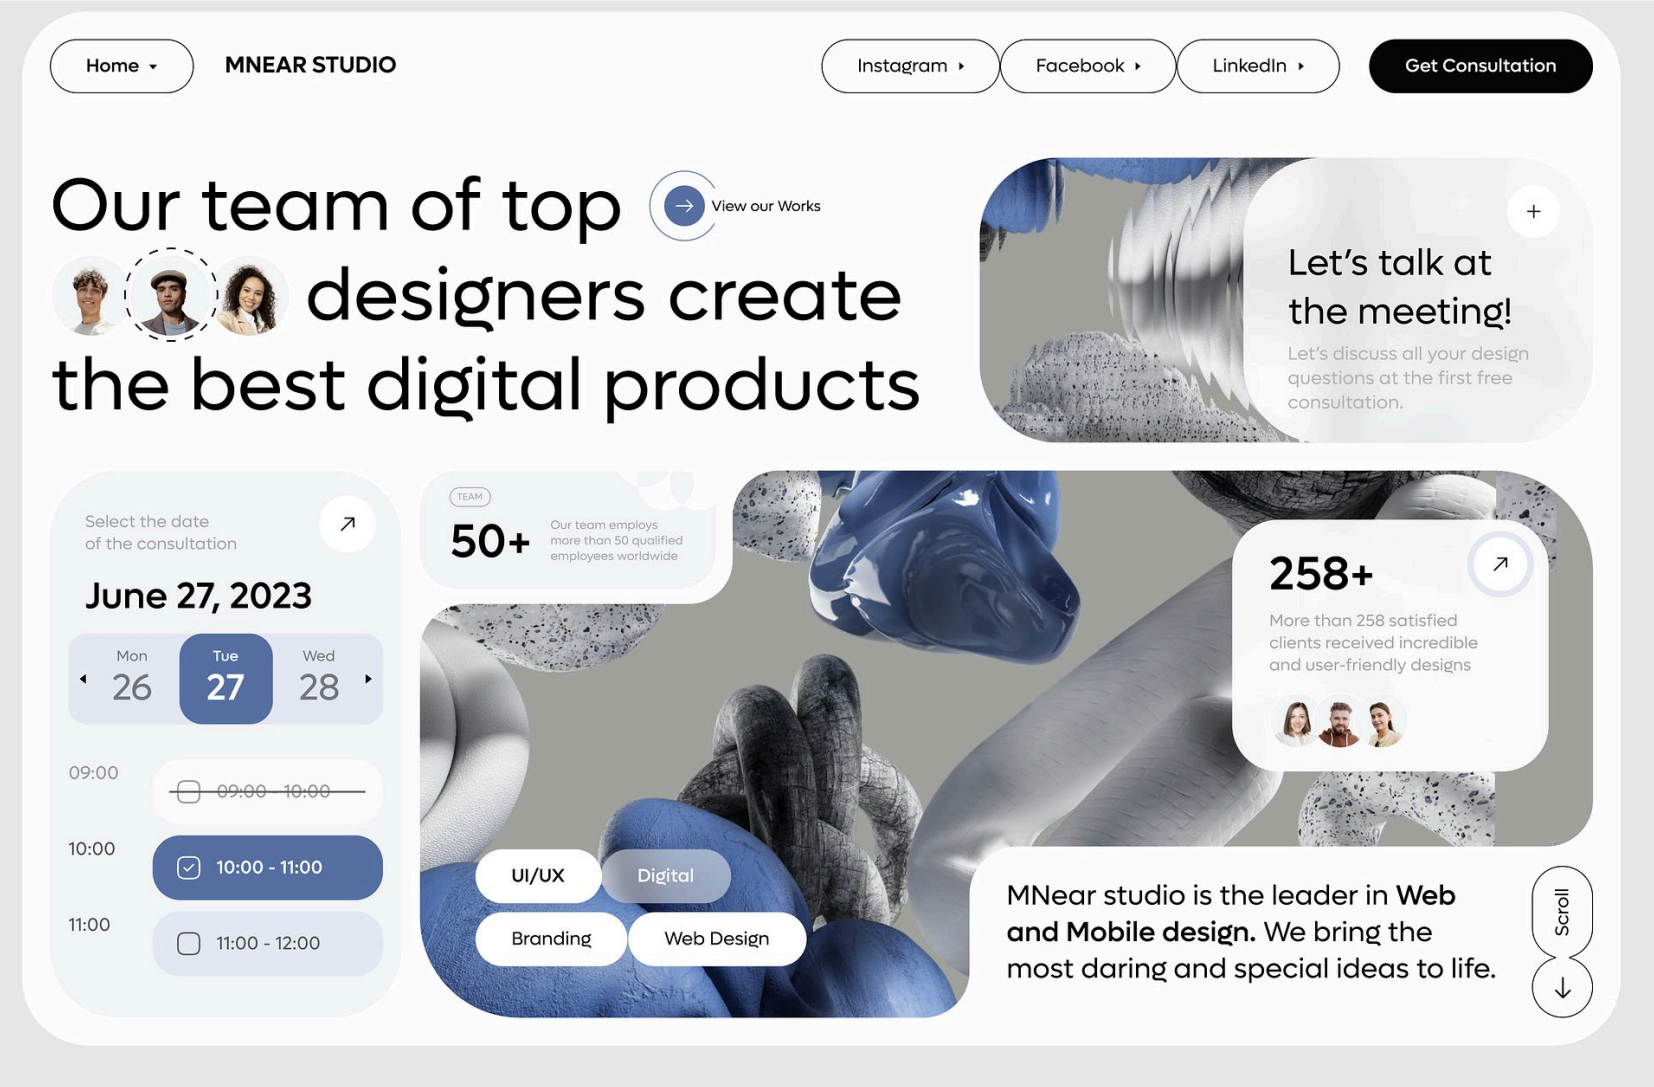 Home
MNEAR STUDIO
Instagram
Facebook
LinkedIn
Get Consultation
Our team of top
View our Works
designers create
the best digital products
Let's talk at
the meeting!
Let's discuss all your design
questions at the first free
consultation.
Select the date
of the consultation
June 27, 2023
Mon
Tue
Wed
26
27
28
09:00
09:00 - 10:00
10:00
10:00 - 11:00
11:00
11:00 - 12:00
TEAM
50+
Our team employs
more than 50 qualified
employees worldwide
258+
More than 258 satisfied
clients received incredible
and user-friendly designs
UI/UX
Digital
Branding
Web Design
MNear studio is the leader in Web
and Mobile design. We bring the
most daring and special ideas to life.
Scroll